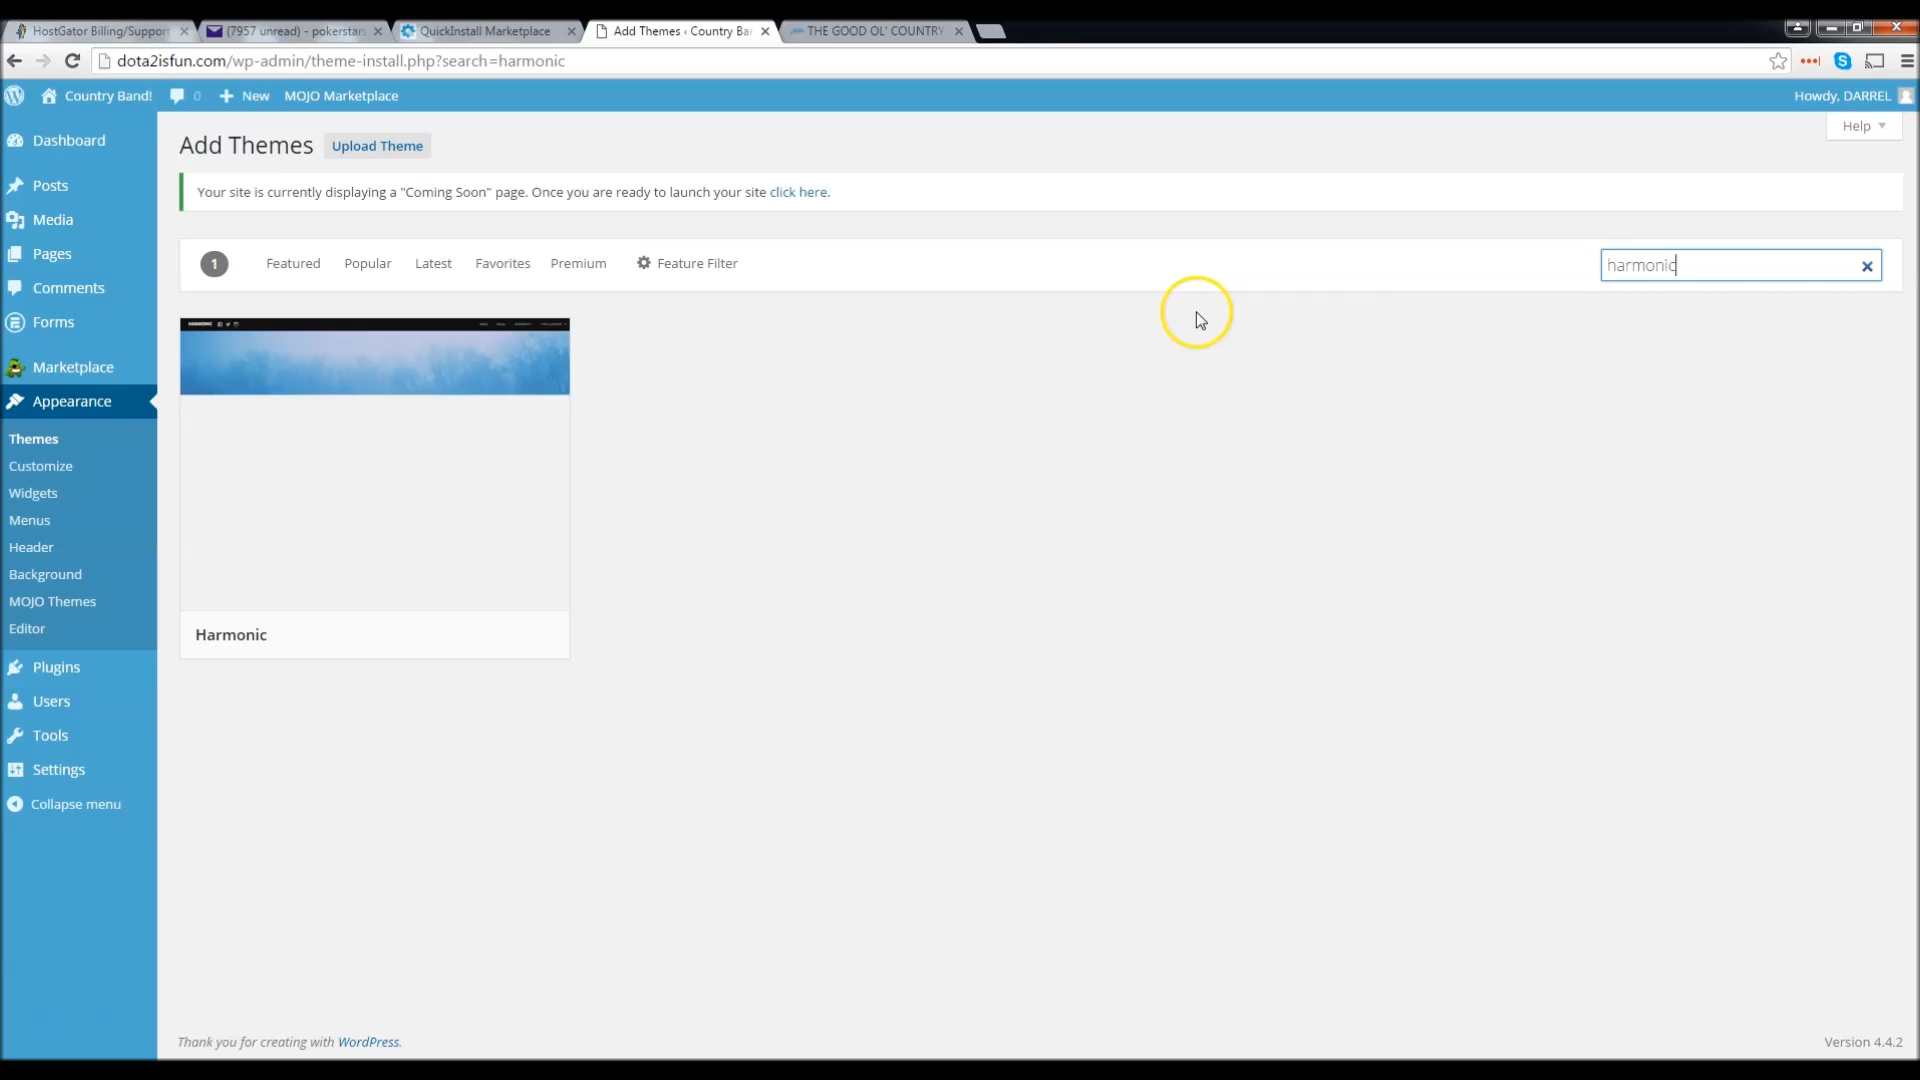 HostGator Billing/Support
(7957 unread) - pokerstars
QuickInstall Marketplace
Add Themes ‹ Country Ba
THE GOOD OL' COUNTRY
dota2isfun.com/wp-admin/theme-install.php?search=harmonic
Country Band!
0
New
MOJO Marketplace
Howdy, DARREL
Dashboard
Posts
Media
Pages
Comments
Forms
Marketplace
Appearance
Themes
Customize
Widgets
Menus
Header
Background
MOJO Themes
Editor
Plugins
Users
Tools
Settings
Collapse menu
Help
Add Themes
Upload Theme
Your site is currently displaying a "Coming Soon" page. Once you are ready to launch your site click here.
1
Featured
Popular
Latest
Favorites
Premium
Feature Filter
harmonic
HARMONIC
Harmonic
Thank you for creating with WordPress.
Version 4.4.2